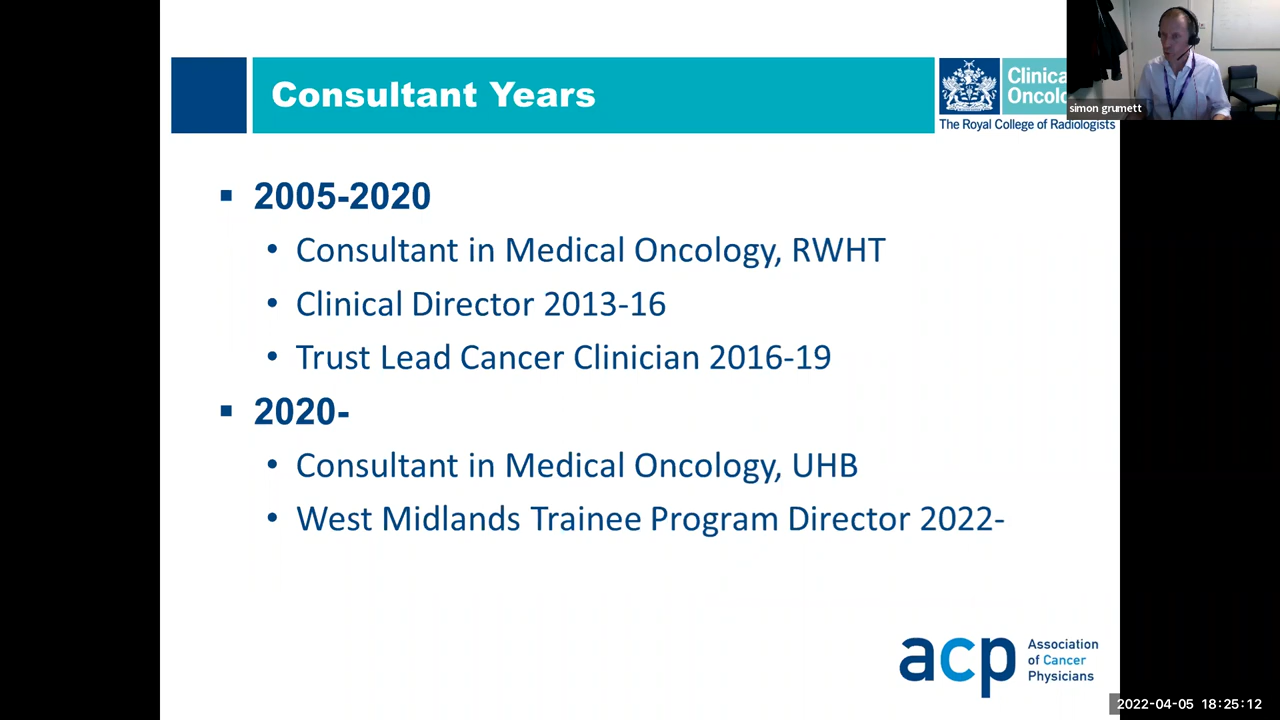 Consultant Years
Clinica
Oncolo
The Royal College of Radiologists
simon grumett
2005-2020
Consultant in Medical Oncology, RWHT
Clinical Director 2013-16
Trust Lead Cancer Clinician 2016-19
2020-
Consultant in Medical Oncology, UHB
West Midlands Trainee Program Director 2022-
acp
Association
of Cancer
Physicians
2022-04-05 18:25:12